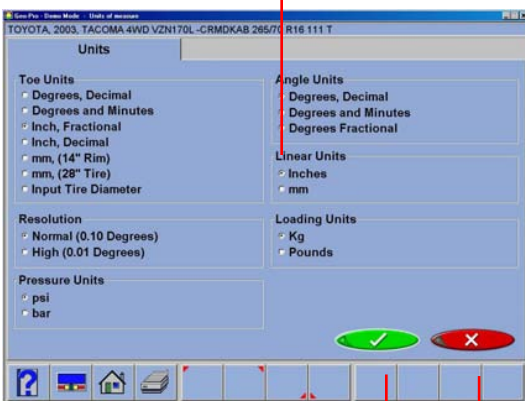 Geo-Pro - Demo Mode - Units of measure
TOYOTA, 2003, TACOMA 4WD VZN170L -CRMDKAB 265/70 R16 111 T
Units
Toe Units
Degrees, Decimal
Degrees and Minutes
Inch, Fractional
Inch, Decimal
mm, (14" Rim)
mm, (28" Tire)
Input Tire Diameter
Resolution
Normal (0.10 Degrees)
High (0.01 Degrees)
Pressure Units
psi
bar
Angle Units
Degrees, Decimal
Degrees and Minutes
Degrees Fractional
Linear Units
Inches
mm
Loading Units
Kg
Pounds
?